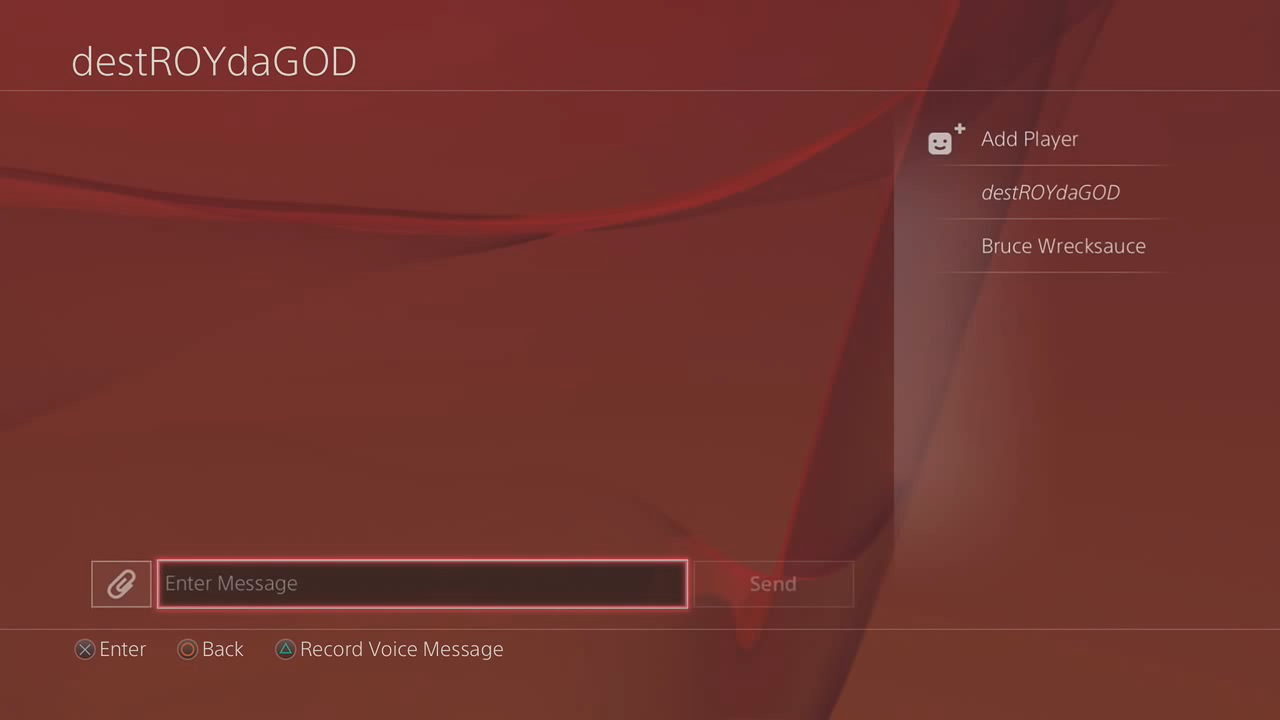 destROYdaGOD
Add Player
destROYdaGOD
Bruce Wrecksauce
Enter Message
Send
Enter Back Record Voice Message